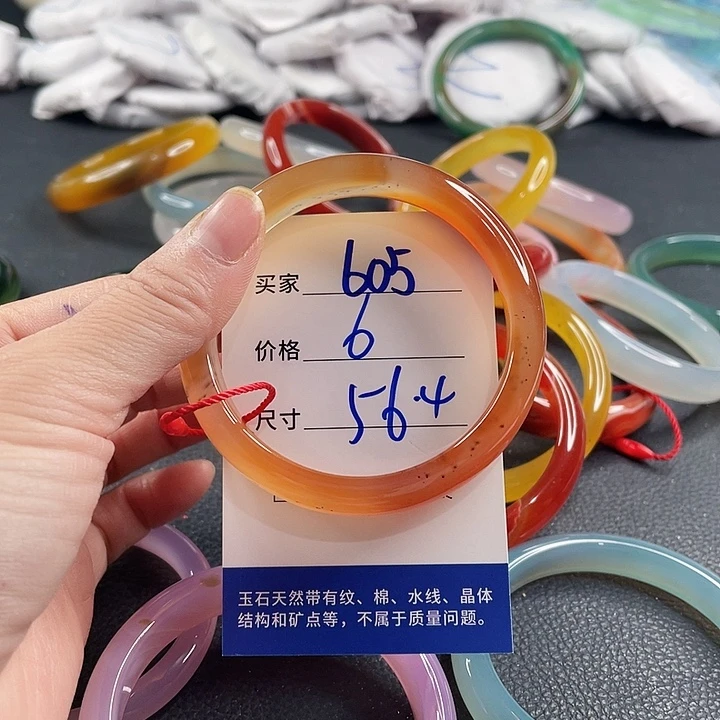 买家 605
价格 6
尺寸 56.4
玉石天然带有纹、棉、水线、晶体
结构和矿点等，不属于质量问题。